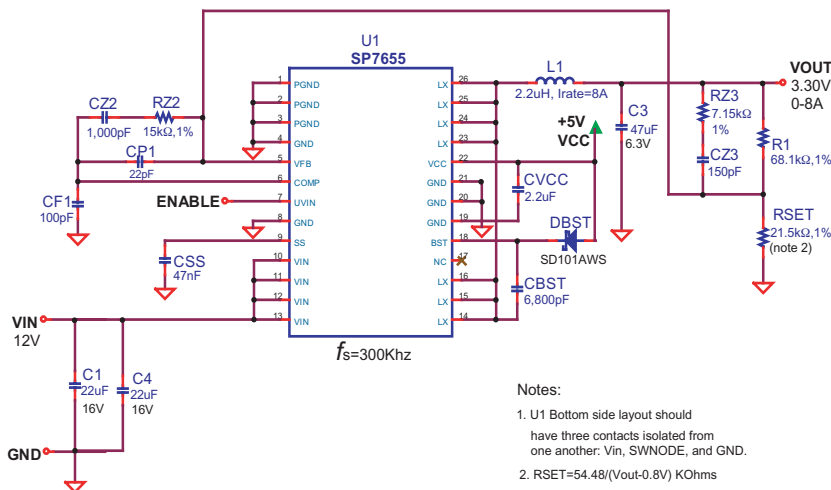 U1
SP7655
1
PGND
2
PGND
3
PGND
4
GND
5
VFB
6
COMP
7
UVIN
8
GND
9
SS
10
VIN
11
VIN
12
VIN
13
VIN
26
LX
25
LX
24
LX
23
LX
22
VCC
21
GND
20
GND
19
GND
18
BST
17
NC
16
LX
15
LX
14
LX
fs=300Khz
CZ2
1,000pF
RZ2
15kΩ,1%
CP1
22pF
CF1
100pF
ENABLE
CSS
47nF
VIN
12V
C1
22uF
16V
C4
22uF
16V
GND
L1
2.2uH, Irate=8A
C3
47uF
6.3V
+5V
VCC
CVCC
2.2uF
DBST
SD101AWS
CBST
6,800pF
VOUT
3.30V
0-8A
RZ3
7.15kΩ
1%
CZ3
150pF
R1
68.1kΩ,1%
RSET
21.5kΩ,1%
(note 2)
Notes:
1. U1 Bottom side layout should
have three contacts isolated from
one another: Vin, SWNODE, and GND.
2. RSET=54.48/(Vout-0.8V) KOhms